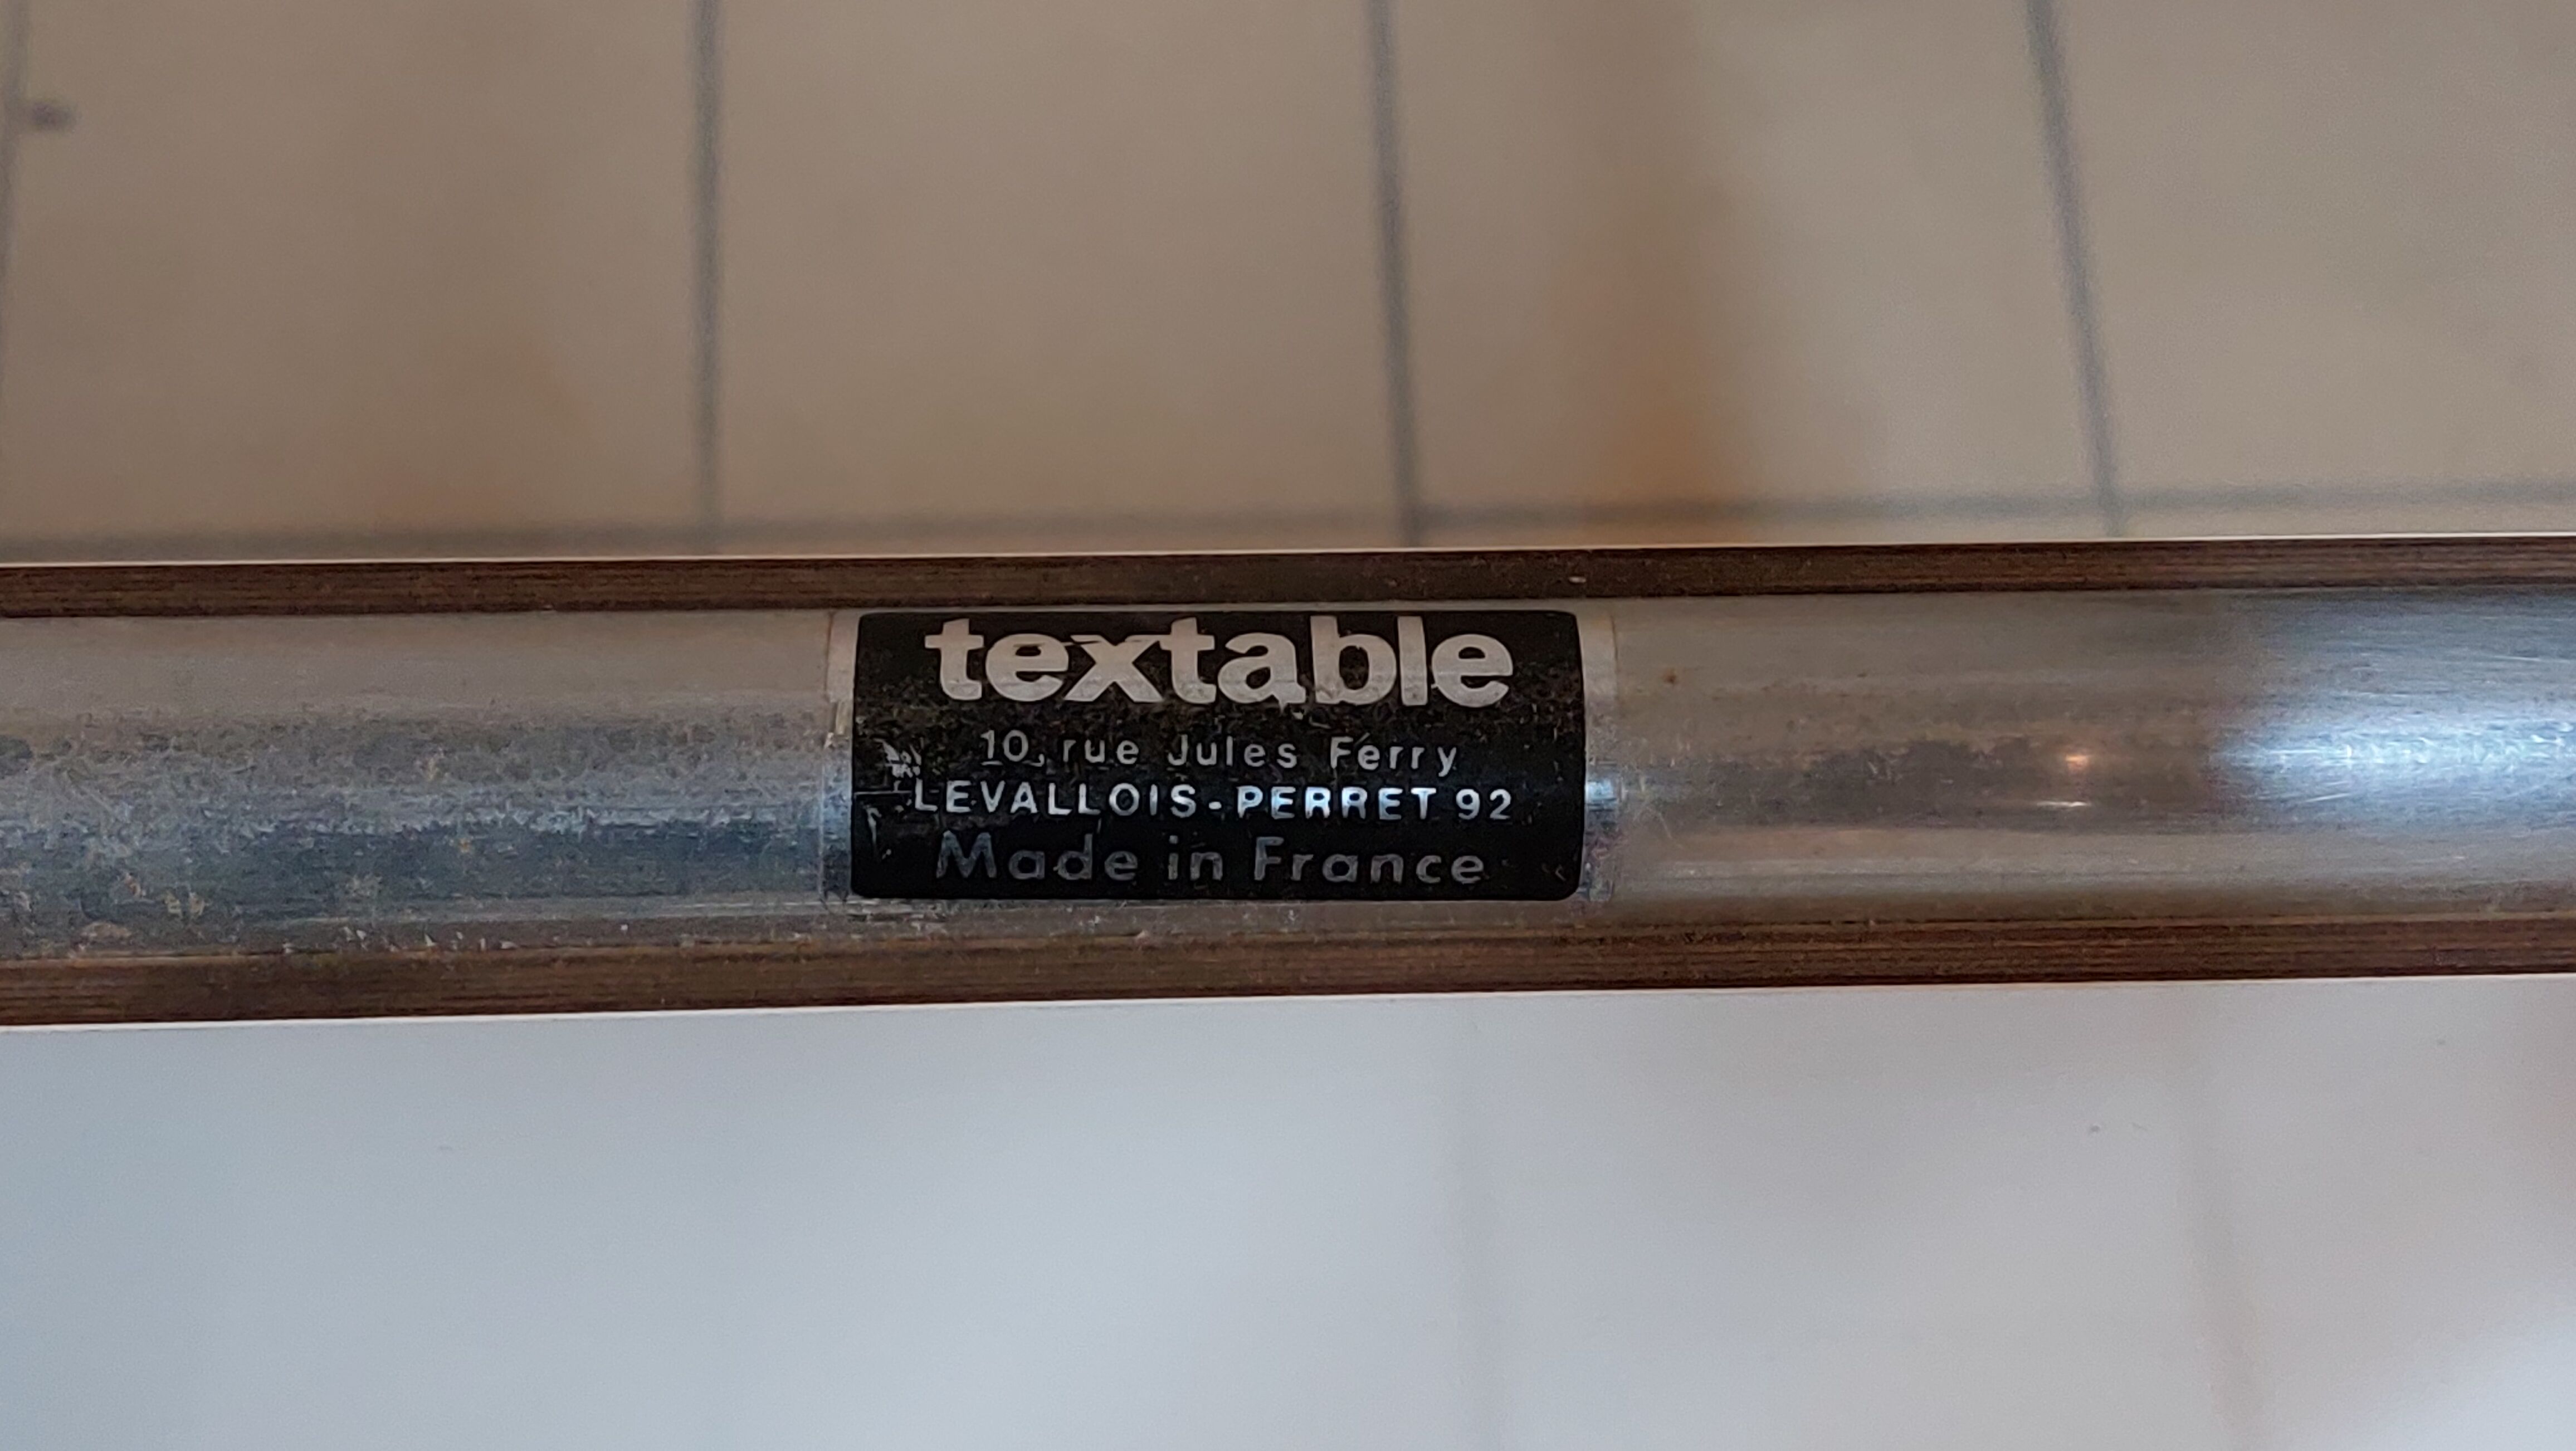 textable
10, rue Jules Ferry
LEVALLOIS-PERRET 92
Made in France